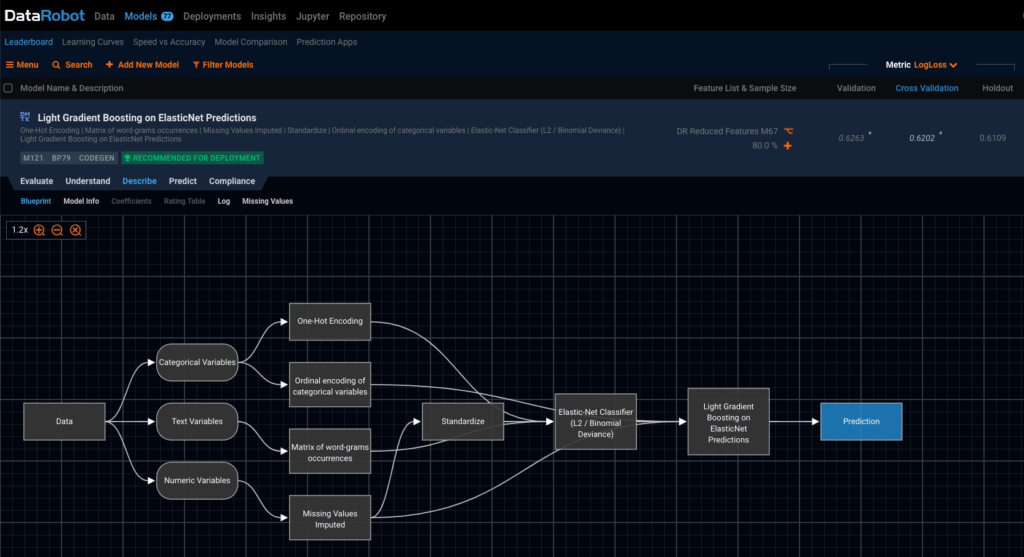 DataRobot Data Models 77 Deployments Insights Jupyter Repository
Leaderboard Learning Curves Speed vs Accuracy Model Comparison Prediction Apps
Menu Search Add New Model Filter Models Metric LogLoss
Model Name & Description Feature List & Sample Size Validation Cross Validation Holdout
DM
TK
Light Gradient Boosting on ElasticNet Predictions
One-Hot Encoding | Matrix of word-grams occurrences | Missing Values Imputed | Standardize | Ordinal encoding of categorical variables | Elastic-Net Classifier (L2 / Binomial Deviance) |
Light Gradient Boosting on ElasticNet Predictions
DR Reduced Features M67
80.0 %
0.6263 * 0.6202 * 0.6109
M121 BP79 CODEGEN RECOMMENDED FOR DEPLOYMENT
Evaluate Understand Describe Predict Compliance
Blueprint Model Info Coefficients Rating Table Log Missing Values
1.2x
Data
Categorical Variables
Text Variables
Numeric Variables
One-Hot Encoding
Ordinal encoding of
categorical variables
Matrix of word-grams
occurrences
Missing Values
Imputed
Standardize
Elastic-Net Classifier
(L2 / Binomial
Deviance)
Light Gradient
Boosting on
ElasticNet
Predictions
Prediction